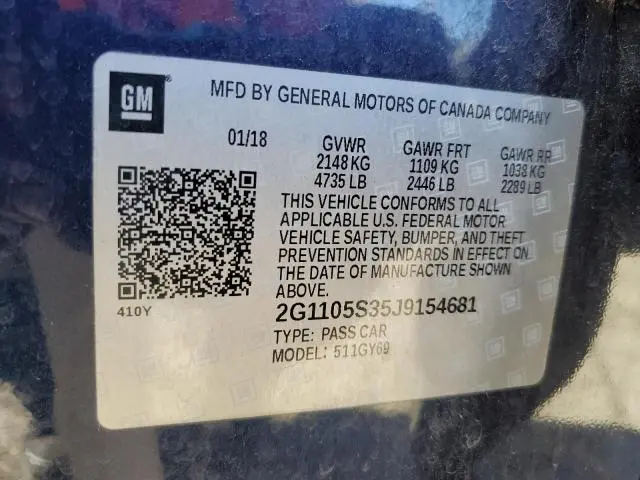 GM
MFD BY GENERAL MOTORS OF CANADA COMPANY
01/18 GVWR GAWR FRT GAWR RR
2148 KG 1109 KG 1038 KG
4735 LB 2446 LB 2289 LB
THIS VEHICLE CONFORMS TO ALL
APPLICABLE U.S. FEDERAL MOTOR
VEHICLE SAFETY, BUMPER, AND THEFT
PREVENTION STANDARDS IN EFFECT ON
THE DATE OF MANUFACTURE SHOWN
ABOVE.
410Y
2G1105S35J9154681
TYPE: PASS CAR
MODEL: 511GY69